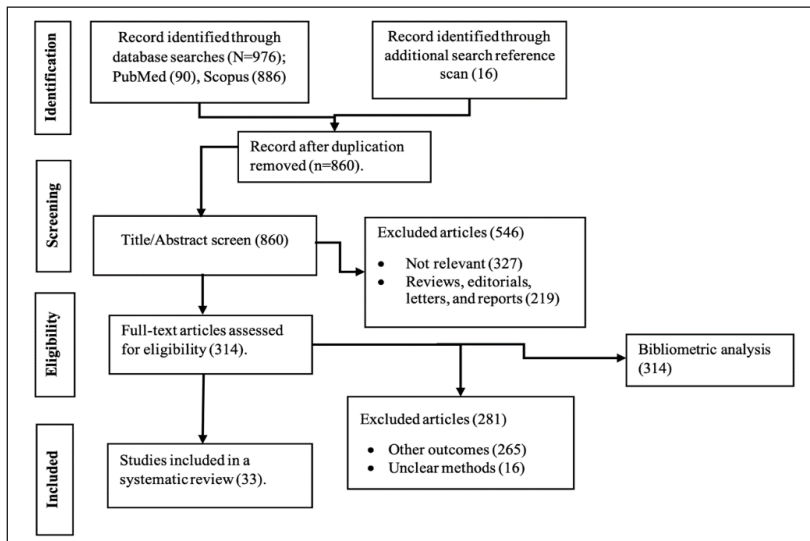 Identification
Record identified through
database searches (N=976);
PubMed (90), Scopus (886)
Record identified through
additional search reference
scan (16)
Record after duplication
removed (n=860).
Screening
Title/Abstract screen (860)
Excluded articles (546)
• Not relevant (327)
• Reviews, editorials,
letters, and reports (219)
Eligibility
Full-text articles assessed
for eligibility (314).
Bibliometric analysis
(314)
Excluded articles (281)
• Other outcomes (265)
• Unclear methods (16)
Included
Studies included in a
systematic review (33).